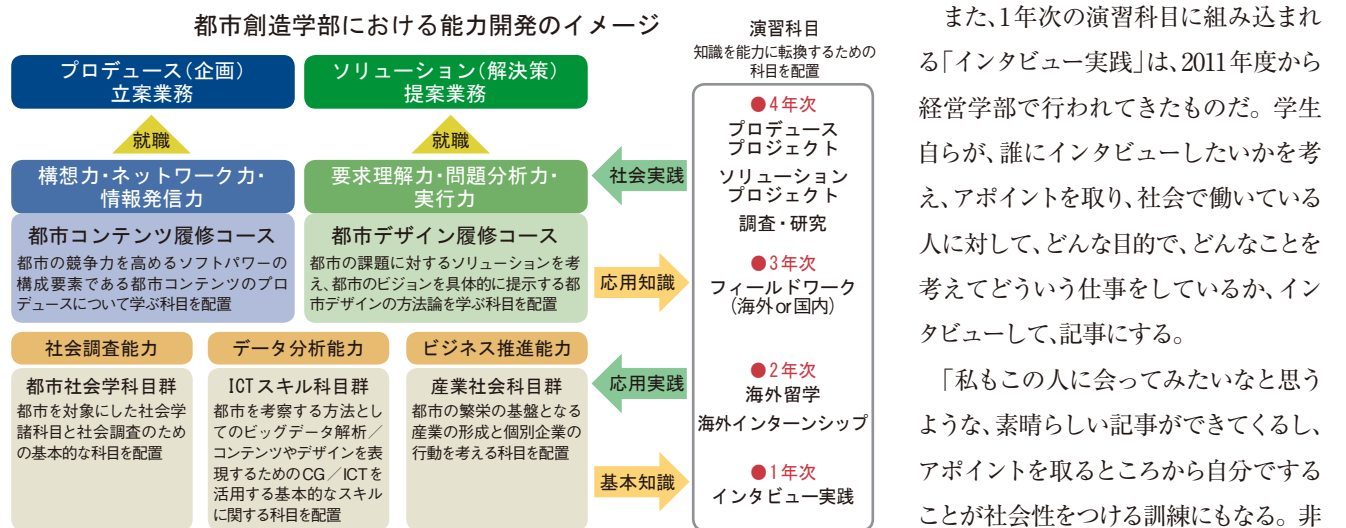 都市創造学部における能力開発のイメージ
プロデュース（企画）
立案業務
ソリューション（解決策）
提案業務
就職
就職
構想力・ネットワーク力・
情報発信力
要求理解力・問題分析力・
実行力
都市コンテンツ履修コース
都市の競争力を高めるソフトパワーの
構成要素である都市コンテンツのプロ
デュースについて学ぶ科目を配置
都市デザイン履修コース
都市の課題に対するソリューションを考
え、都市のビジョンを具体的に提示する都
市デザインの方法論を学ぶ科目を配置
社会調査能力
データ分析能力
ビジネス推進能力
都市社会学科目群
都市を対象にした社会学
諸科目と社会調査のため
の基本的な科目を配置
ICTスキル科目群
都市を考察する方法とし
てのビッグデータ解析／
コンテンツやデザインを表
現するためのCG／ICTを
活用する基本的なスキル
に関する科目を配置
産業社会科目群
都市の繁栄の基盤となる
産業の形成と個別企業の
行動を考える科目を配置
社会実践
応用知識
応用実践
基本知識
演習科目
知識を能力に転換するための
科目を配置
●4年次
プロデュース
プロジェクト
ソリューション
プロジェクト
調査・研究
●3年次
フィールドワーク
（海外or国内）
●2年次
海外留学
海外インターンシップ
●1年次
インタビュー実践
また、1年次の演習科目に組み込まれ
る「インタビュー実践」は、2011年度から
経営学部で行われてきたものだ。学生
自らが、誰にインタビューしたいかを考
え、アポイントを取り、社会で働いている
人に対して、どんな目的で、どんなことを
考えてどういう仕事をしているか、イン
タビューして、記事にする。
「私もこの人に会ってみたいなと思う
ような、素晴らしい記事ができてくるし、
アポイントを取るところから自分でする
ことが社会性をつける訓練にもなる。非